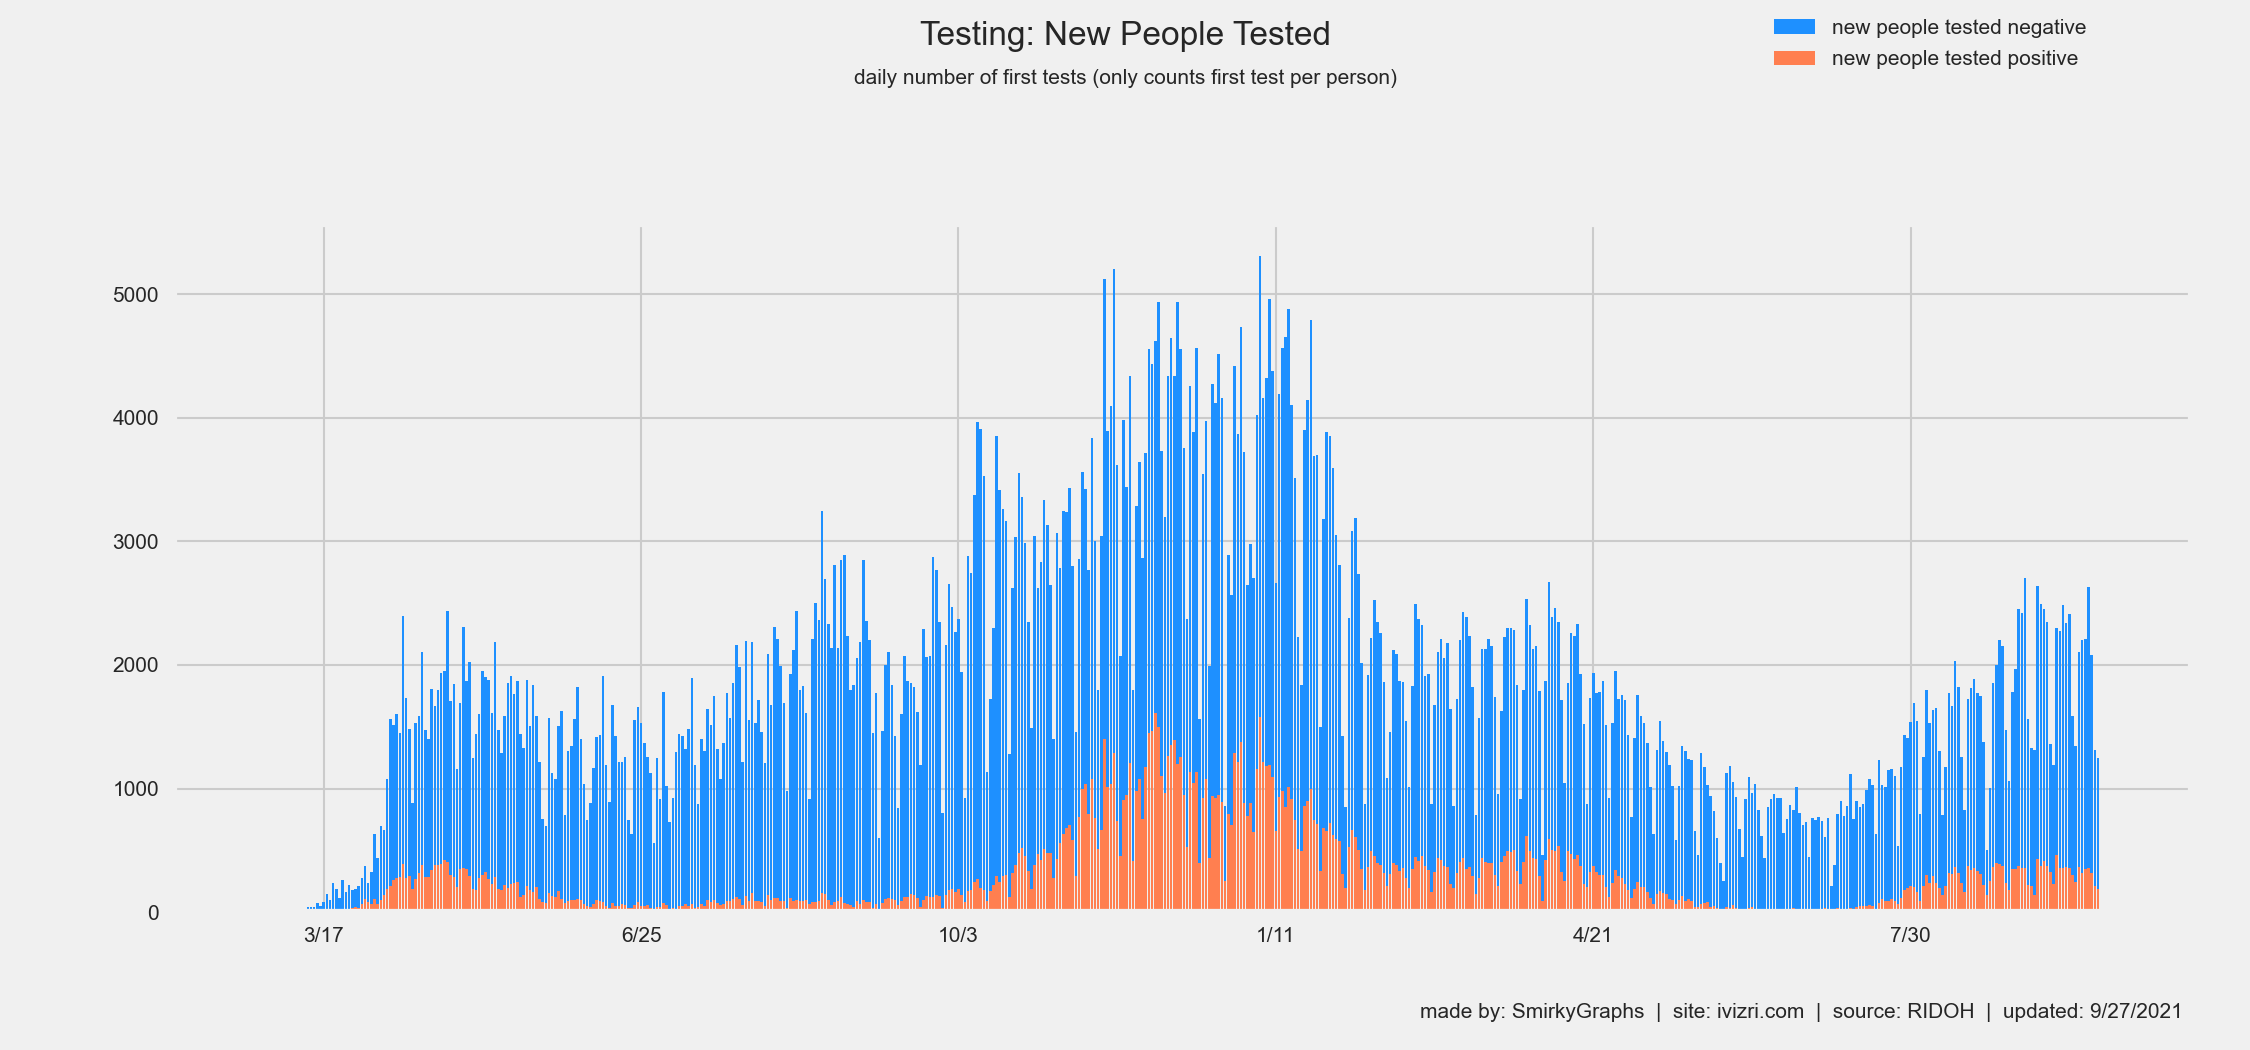 Testing: New People Tested
daily number of first tests (only counts first test per person)
new people tested negative
new people tested positive
5000
4000
3000
2000
1000
0
3/17 6/25 10/3 1/11 4/21 7/30
made by: SmirkyGraphs | site: ivizri.com | source: RIDOH | updated: 9/27/2021